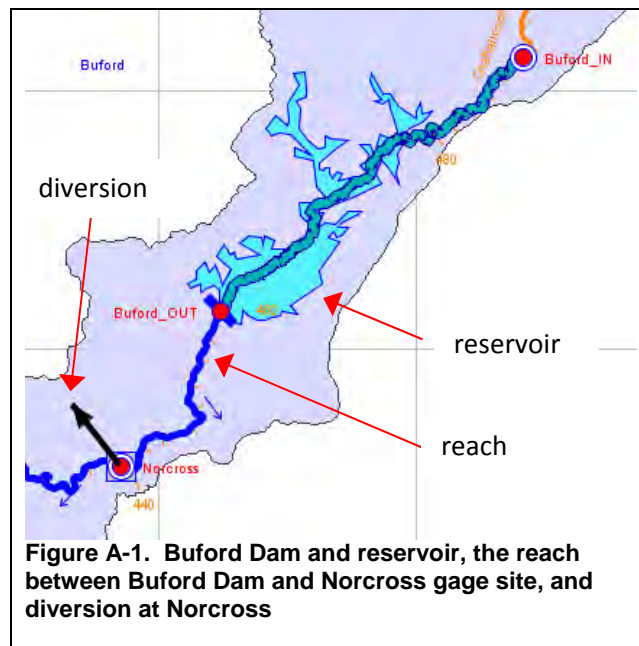 Buford
Buford_IN
480
diversion
Buford_OUT
460
reservoir
reach
Norcross
440
Figure A-1. Buford Dam and reservoir, the reach
between Buford Dam and Norcross gage site, and
diversion at Norcross